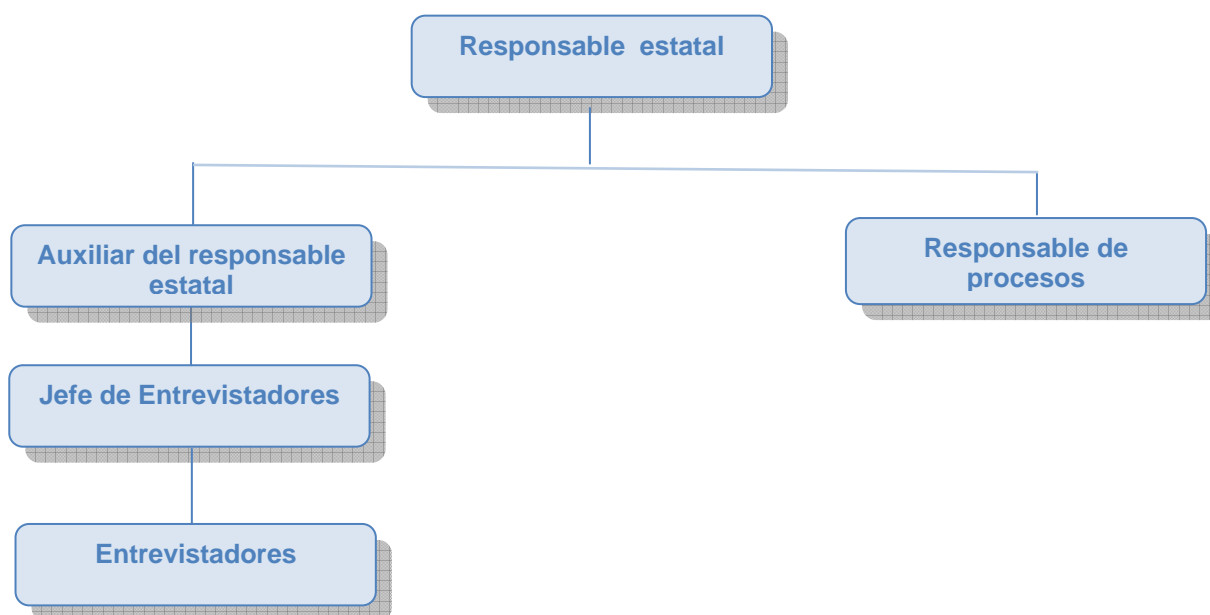 Responsable estatal
Auxiliar del responsable
estatal
Responsable de
procesos
Jefe de Entrevistadores
Entrevistadores